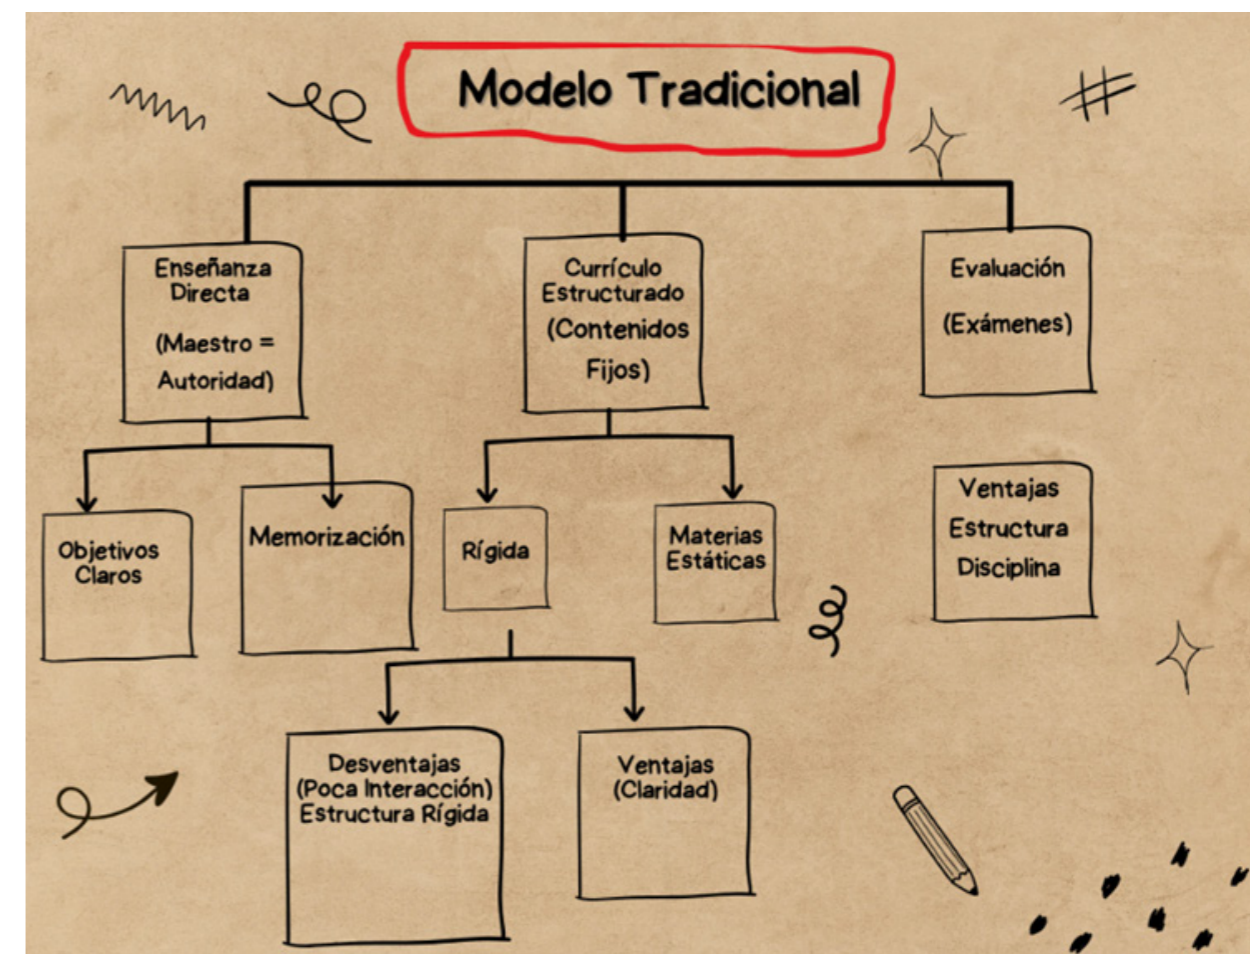 Modelo Tradicional
Enseñanza
Directa
(Maestro =
Autoridad)
Currículo
Estructurado
(Contenidos
Fijos)
Evaluación
(Exámenes)
Objetivos
Claros
Memorización
Rígida
Materias
Estáticas
Ventajas
Estructura
Disciplina
Desventajas
(Poca Interacción)
Estructura Rígida
Ventajas
(Claridad)